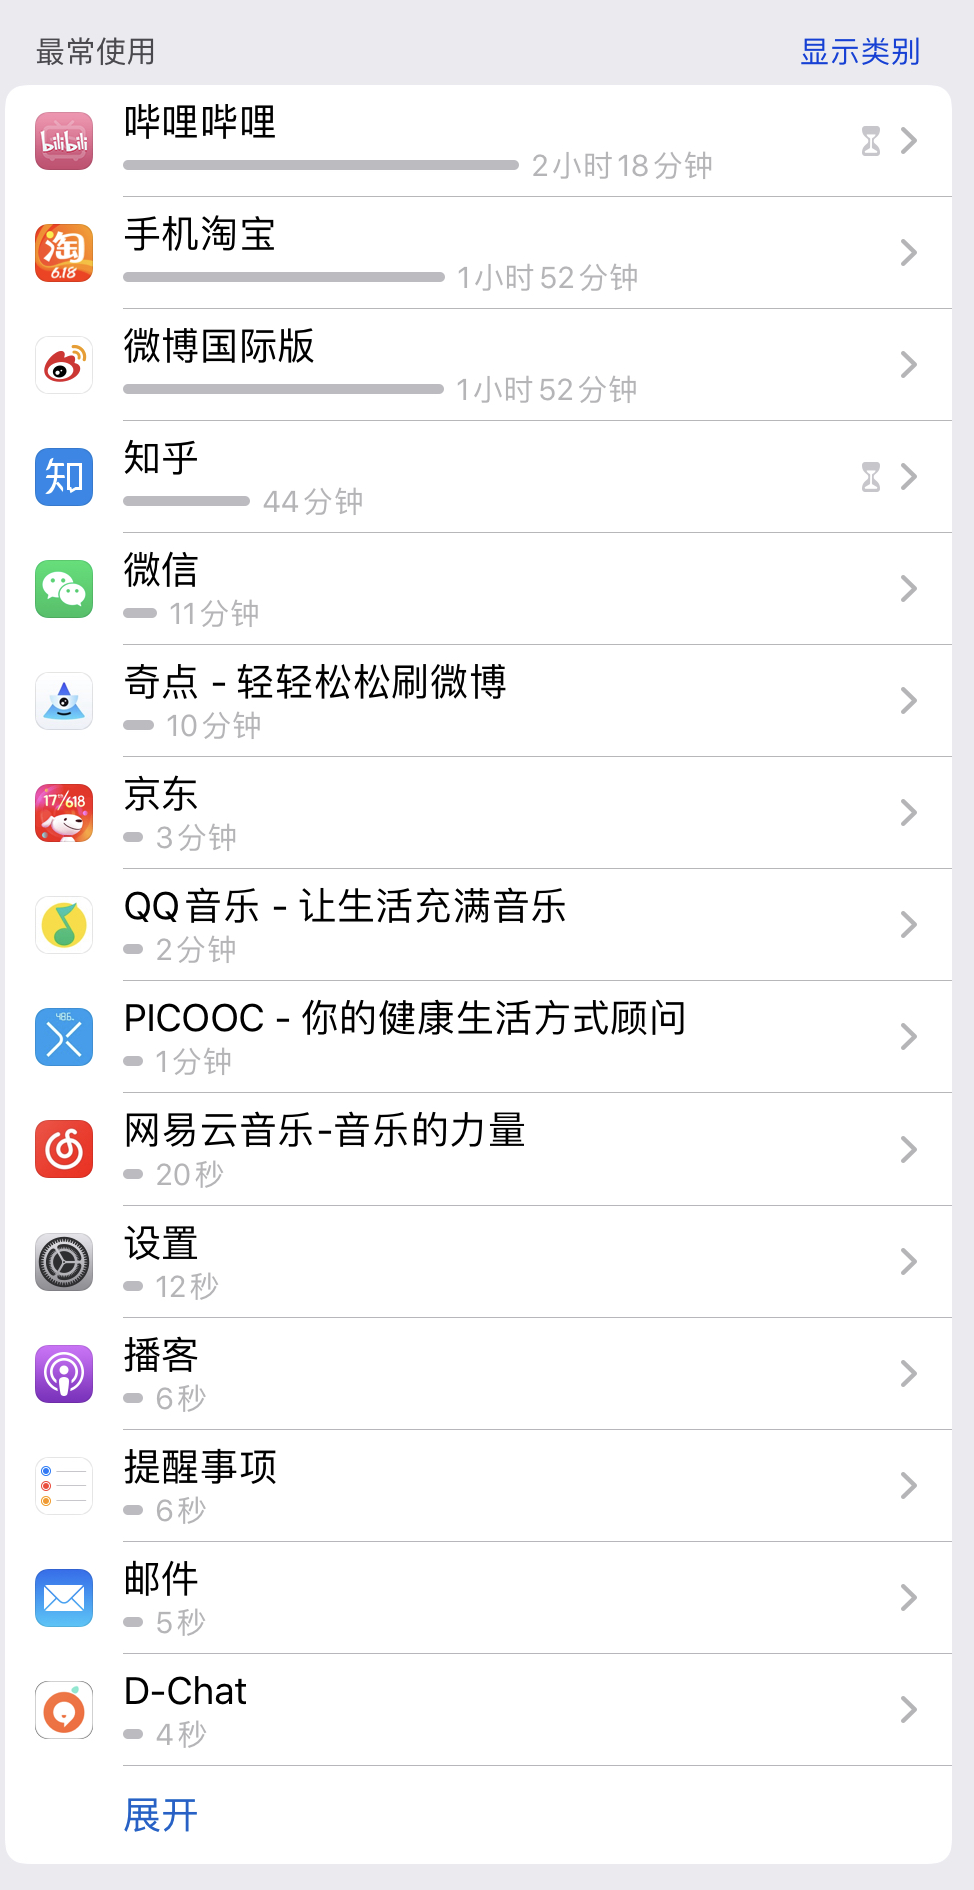 最常使用 显示类别
bilibili
哔哩哔哩
2小时18分钟
手机淘宝
淘
6.18
1小时52分钟
微博国际版
1小时52分钟
知乎
知
44分钟
微信
11分钟
奇点 - 轻轻松松刷微博
10分钟
京东
17 618
3分钟
QQ音乐 - 让生活充满音乐
2分钟
PICOOC - 你的健康生活方式顾问
1分钟
网易云音乐-音乐的力量
20秒
设置
12秒
播客
6秒
提醒事项
6秒
邮件
5秒
D-Chat
4秒
展开